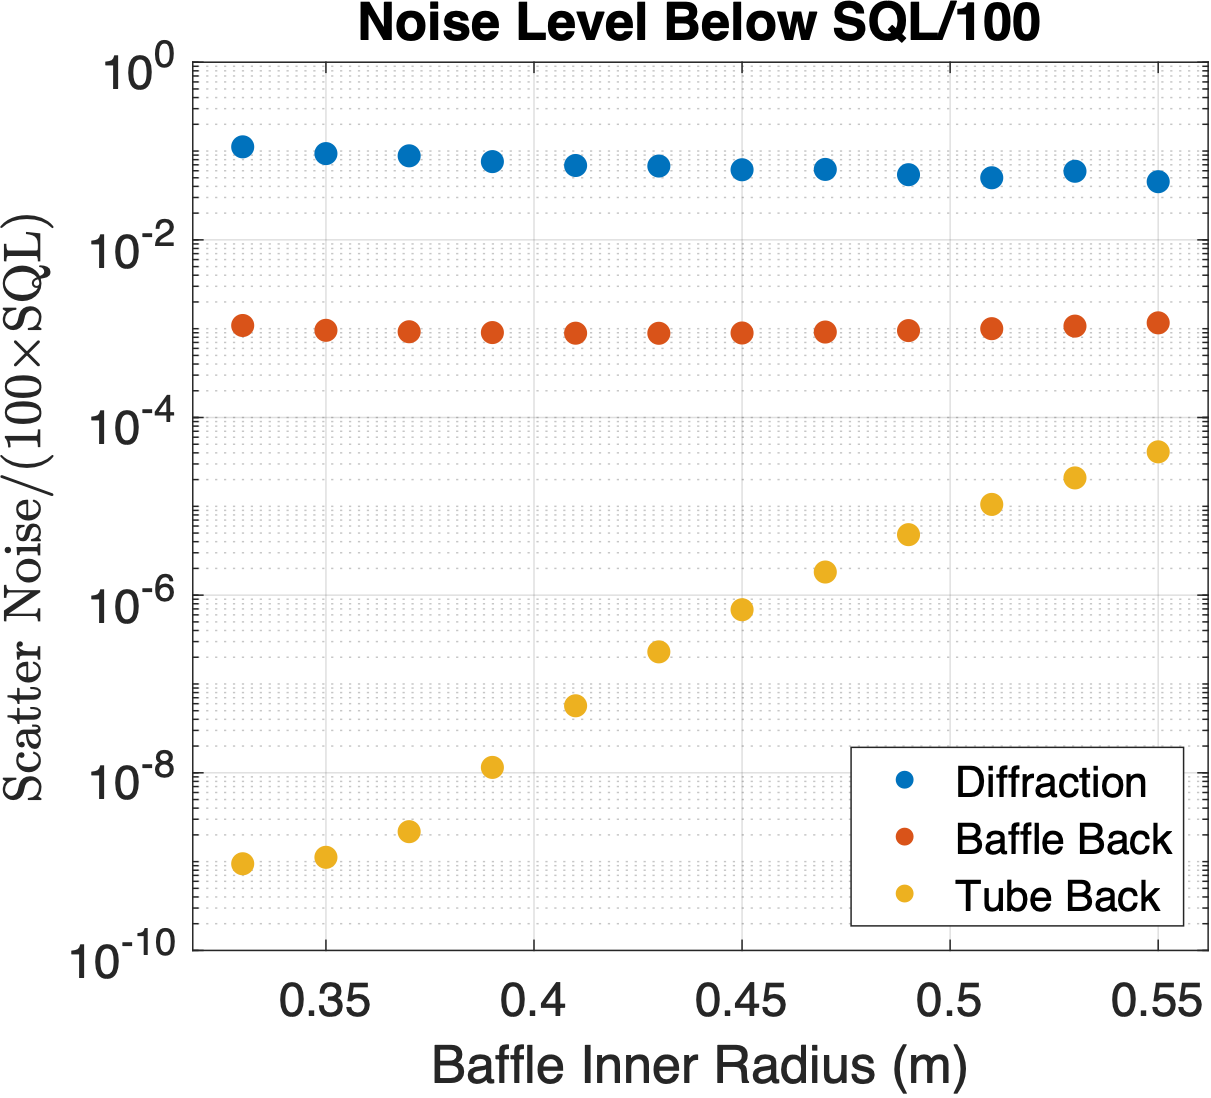 Noise Level Below SQL/100
Scatter Noise/(100×SQL)
10^0
10^-2
10^-4
10^-6
10^-8
10^-10
Diffraction
Baffle Back
Tube Back
0.35 0.4 0.45 0.5 0.55
Baffle Inner Radius (m)